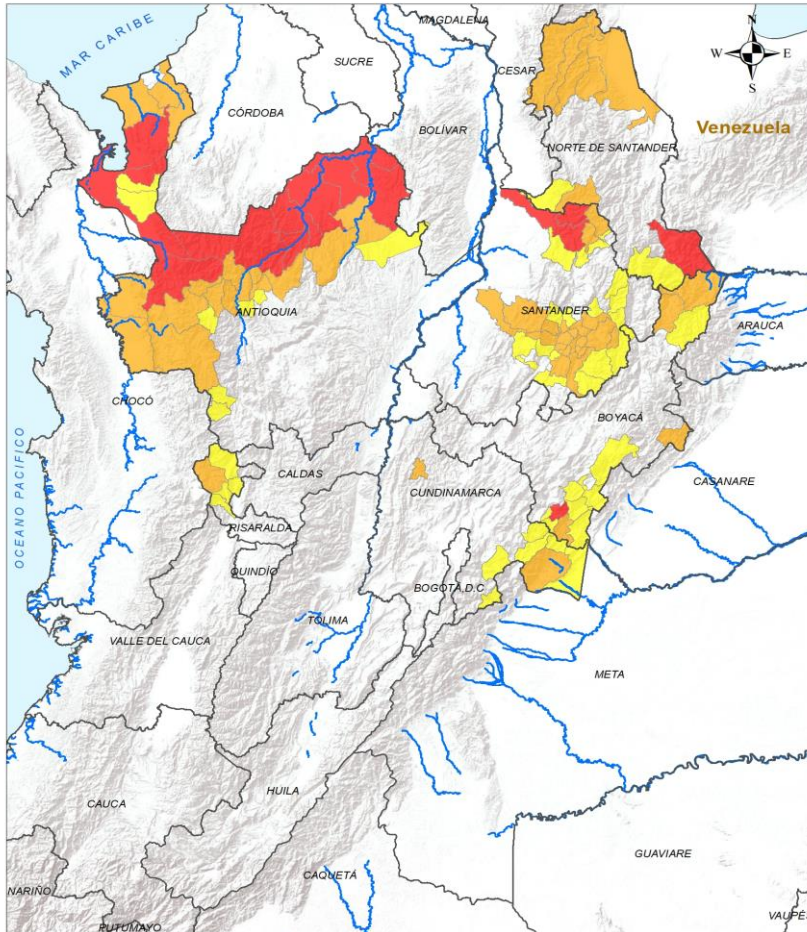 MAGDALENA
N
W E
S
MAR CARIBE
SUCRE
CESAR
CÓRDOBA
BOLÍVAR
Venezuela
NORTE DE SANTANDER
ANTIOQUIA
SANTANDER
ARAUCA
CHOCÓ
BOYACÁ
OCEANO PACIFICO
CALDAS
CUNDINAMARCA
CASANARE
RISARALDA
QUINDÍO
BOGOTÁ, D.C
TOLIMA
VALLE DEL CAUCA
META
HUILA
CAUCA
GUAVIARE
CAQUETÁ
NARIÑO
VAUPÉS
PUTUMAYO